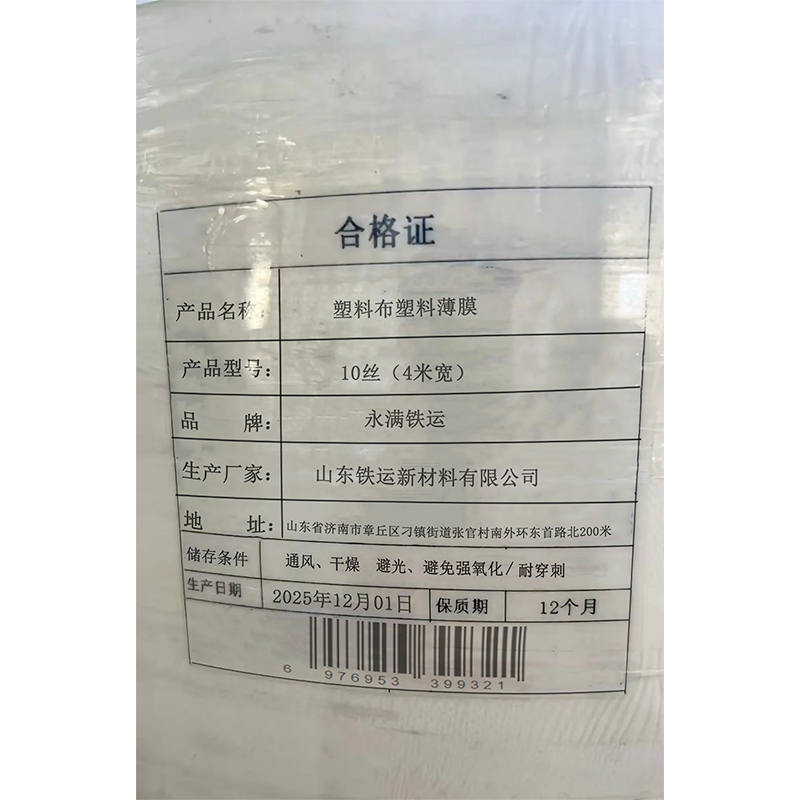 合格证
产品名称: 塑料布塑料薄膜
产品型号: 10丝（4米宽）
品 牌: 永满铁运
生产厂家: 山东铁运新材料有限公司
地 址: 山东省济南市章丘区刁镇街道张官村南外环东首路北200米
储存条件 通风、干燥 避光、避免强氧化/耐穿刺
生产日期 2025年12月01日 保质期 12个月
6 976953 399321